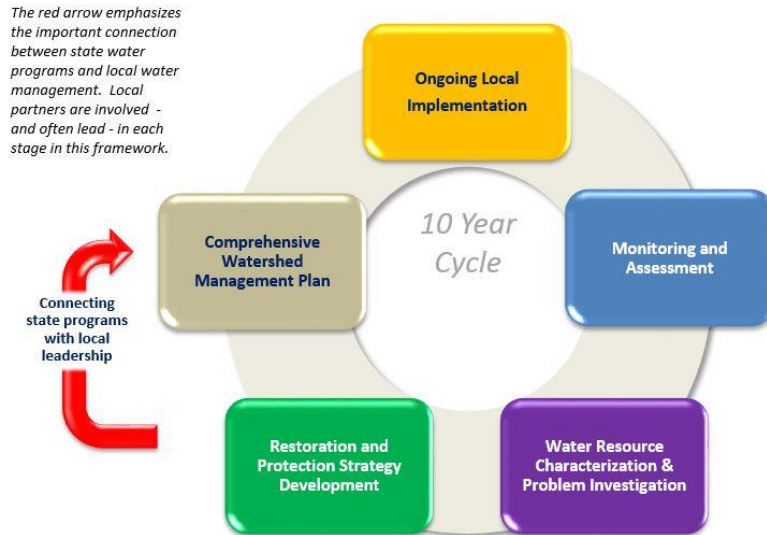 The red arrow emphasizes
the important connection
between state water
programs and local water
management.  Local
partners are involved  -
and often lead - in each
stage in this framework.
Ongoing Local
Implementation
10 Year
Cycle
Comprehensive
Watershed
Management Plan
Monitoring and
Assessment
Connecting
state programs
with local
leadership
Restoration and
Protection Strategy
Development
Water Resource
Characterization &
Problem Investigation